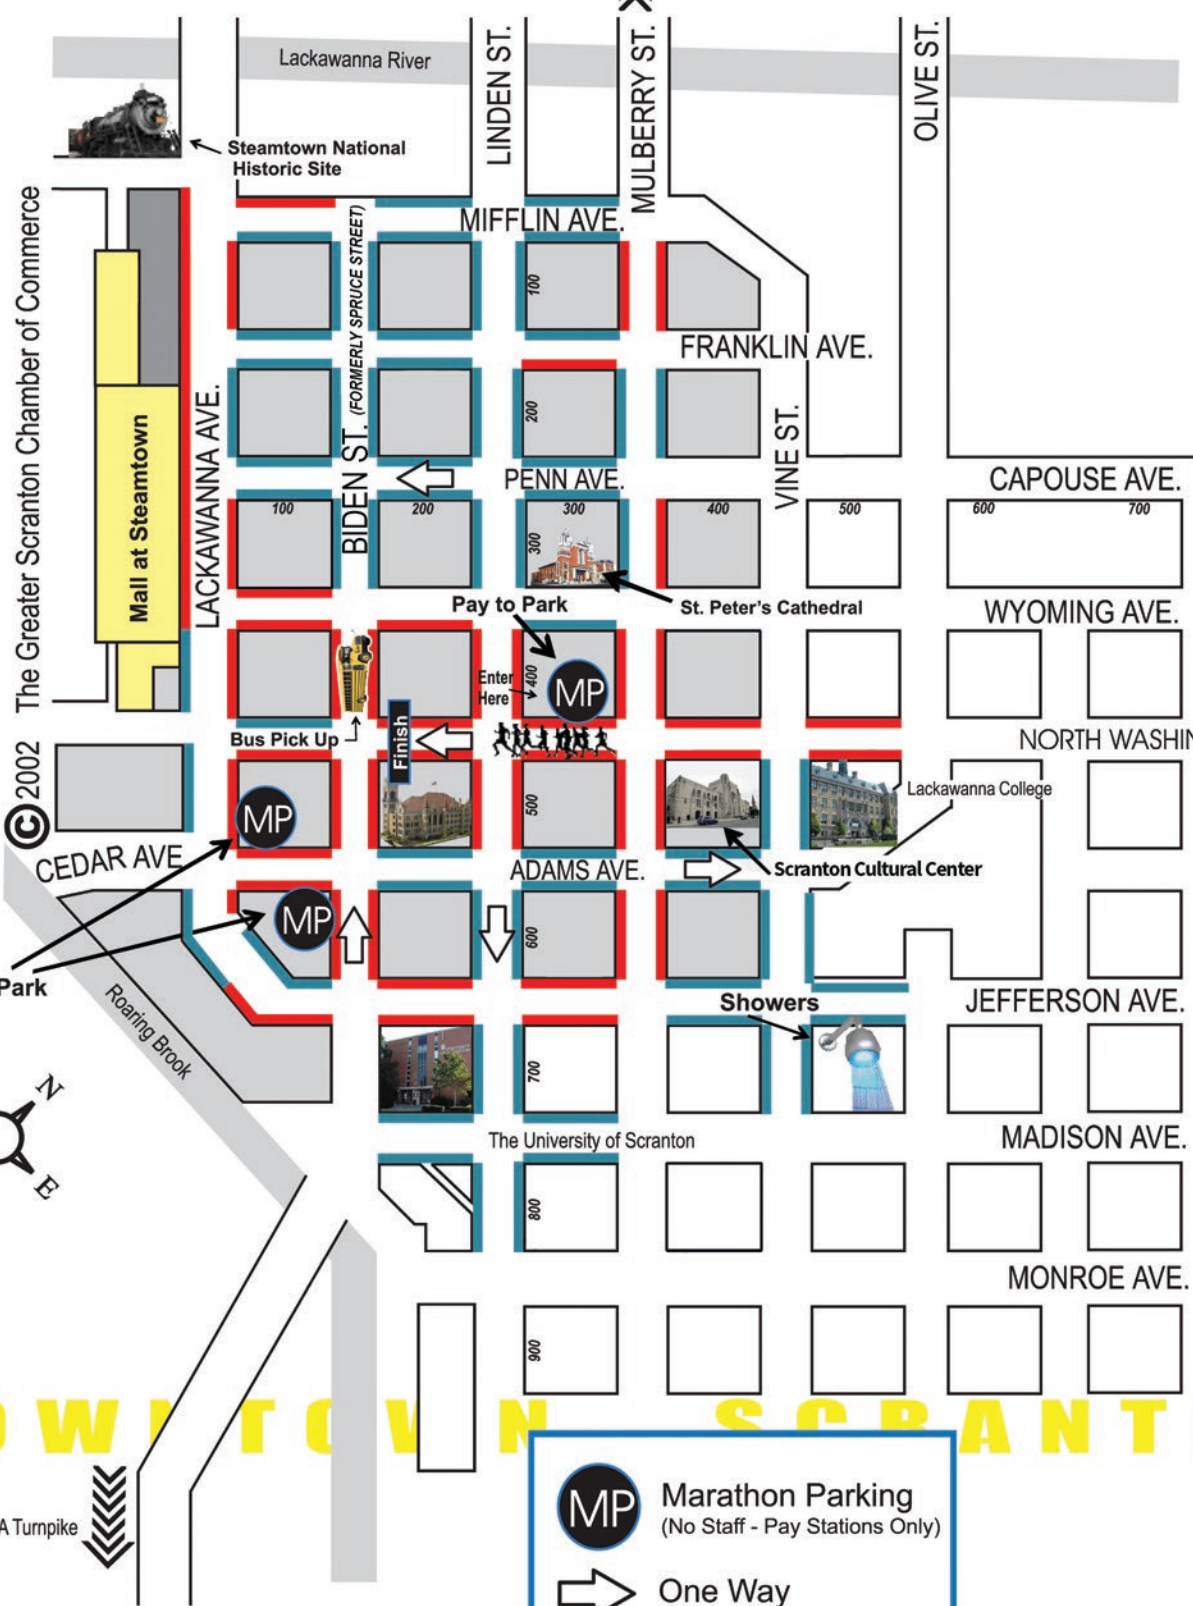 Lackawanna River
LINDEN ST.
MULBERRY ST.
OLIVE ST.
Steamtown National
Historic Site
The Greater Scranton Chamber of Commerce
MIFFLIN AVE.
(FORMERLY SPRUCE STREET)
100
FRANKLIN AVE.
200
LACKAWANNA AVE.
BIDEN ST.
VINE ST.
Mall at Steamtown
PENN AVE.
CAPOUSE AVE.
100
200
300
400
500
600
700
300
Pay to Park
St. Peter's Cathedral
WYOMING AVE.
Enter
Here
400
MP
Bus Pick Up
Finish
NORTH WASHIN
© 2002
MP
500
Lackawanna College
CEDAR AVE
ADAMS AVE.
Scranton Cultural Center
MP
600
Park
Roaring Brook
Showers
JEFFERSON AVE.
700
N
E
The University of Scranton
MADISON AVE.
800
MONROE AVE.
900
OWNTOWN SCRANT
MP
Marathon Parking
(No Staff - Pay Stations Only)
A Turnpike
One Way